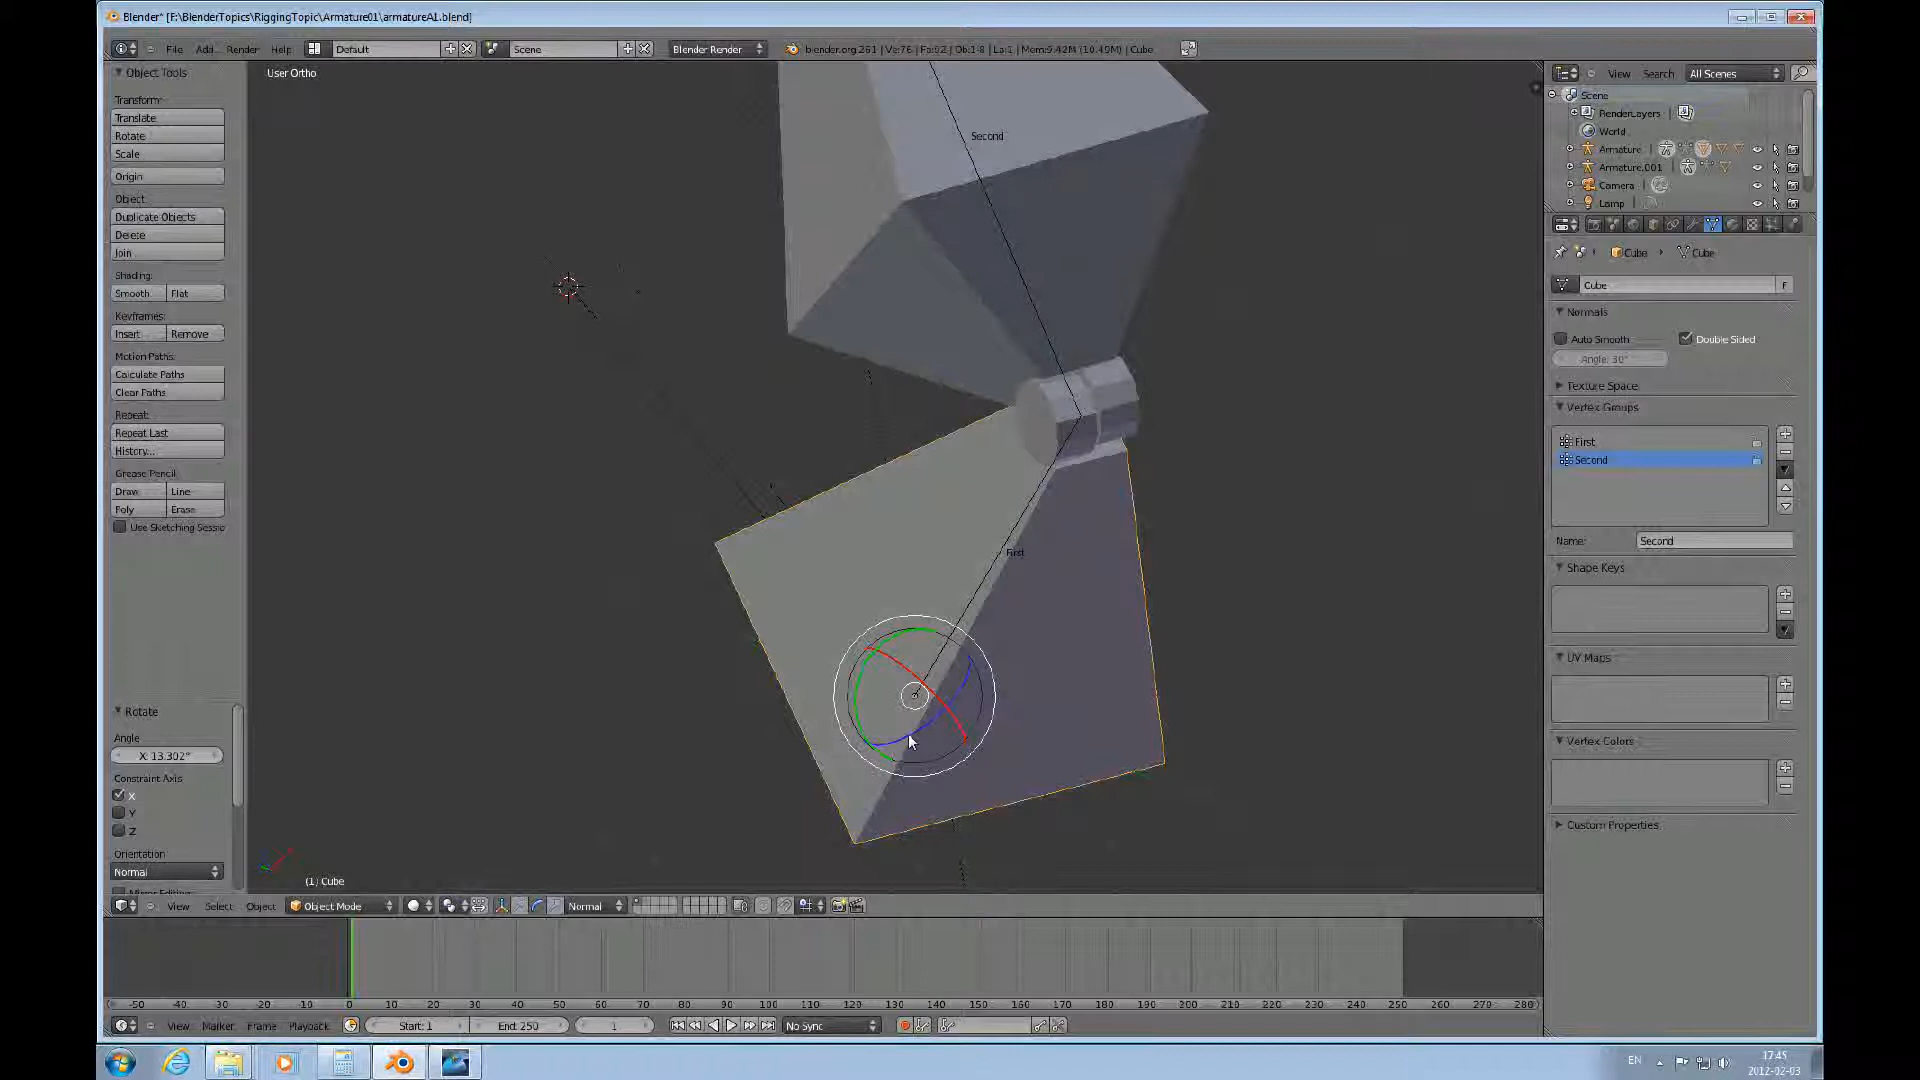 Blender* [F:\BlenderTopics\RiggingTopic\Armature01\armatureA1.blend]
File Add Render Help Default Scene Blender Render blender.org 261 | Ve:76 | Fa:92 | Ob:1-8 | La:1 | Mem:9.42M (10.49M) | Cube
Object Tools
Transform:
Translate
Rotate
Scale
Origin
Object:
Duplicate Objects
Delete
Join
Shading:
Smooth Flat
Keyframes:
Insert Remove
Motion Paths:
Calculate Paths
Clear Paths
Repeat:
Repeat Last
History...
Grease Pencil:
Draw Line
Poly Erase
Use Sketching Sessio
Rotate
Angle
X: 13.302°
Constraint Axis
X
Y
Z
Orientation
Normal
User Ortho
Second
First
(1) Cube
View Select Object Object Mode Normal
-50 -40 -30 -20 -10 0 10 20 30 40 50 60 70 80 90 100 110 120 130 140 150 160 170 180 190 200 210 220 230 240 250 260 270 280
View Marker Frame Playback Start: 1 End: 250 1 No Sync
View Search All Scenes
Scene
RenderLayers
World
Armature
Armature.001
Camera
Lamp
Cube Cube
Cube F
Normals
Auto Smooth Double Sided
Angle: 30°
Texture Space
Vertex Groups
First
Second
Name: Second
Shape Keys
UV Maps
Vertex Colors
Custom Properties
EN
17:45
2012-02-03